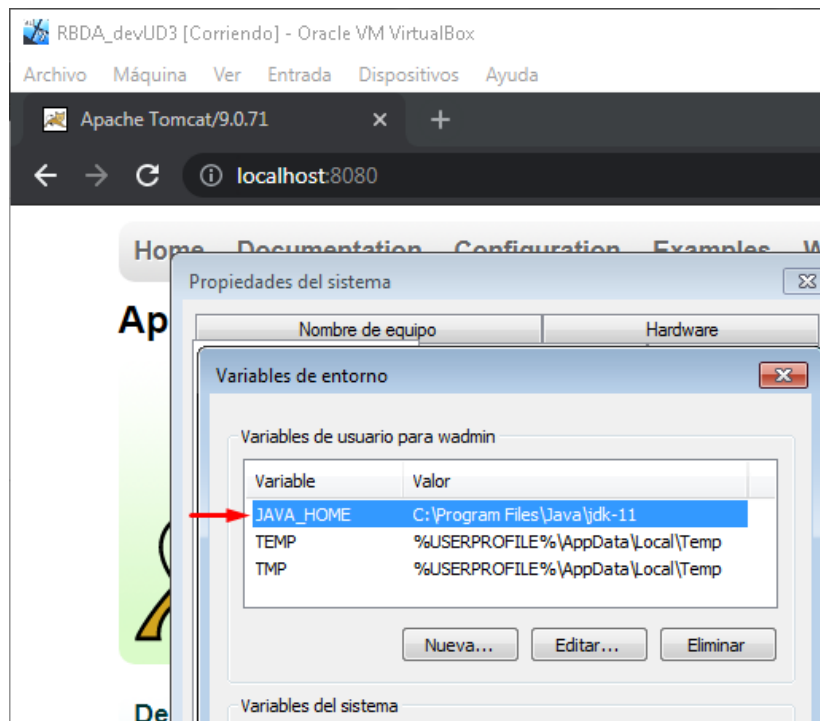 RBDA_devUD3 [Corriendo] - Oracle VM VirtualBox
Archivo Máquina Ver Entrada Dispositivos Ayuda
Apache Tomcat/9.0.71
localhost:8080
Home Documentation Configuration Examples W
Propiedades del sistema
Ap
Nombre de equipo Hardware
Variables de entorno
Variables de usuario para wadmin
Variable Valor
JAVA_HOME C:\Program Files\Java\jdk-11
TEMP %USERPROFILE%\AppData\Local\Temp
TMP %USERPROFILE%\AppData\Local\Temp
Nueva... Editar... Eliminar
De
Variables del sistema